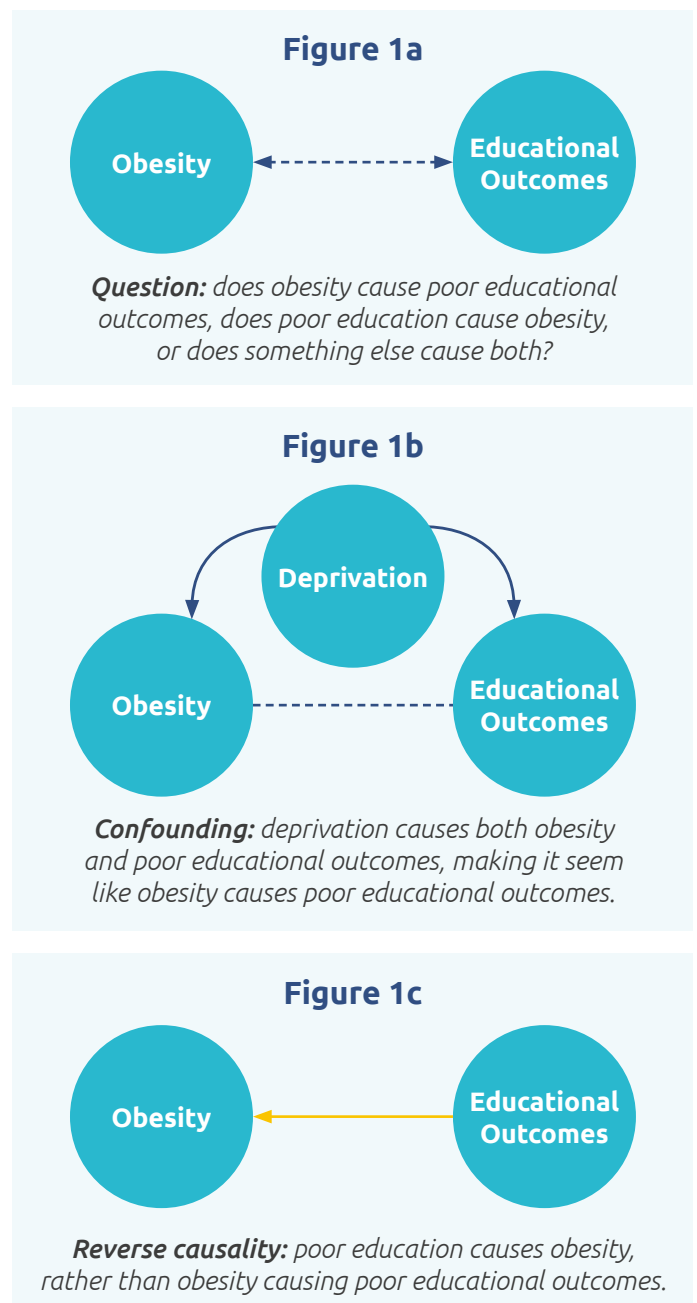 Figure 1a
Obesity
Educational
Outcomes
Question: does obesity cause poor educational
outcomes, does poor education cause obesity,
or does something else cause both?
Figure 1b
Deprivation
Obesity
Educational
Outcomes
Confounding: deprivation causes both obesity
and poor educational outcomes, making it seem
like obesity causes poor educational outcomes.
Figure 1c
Obesity
Educational
Outcomes
Reverse causality: poor education causes obesity,
rather than obesity causing poor educational outcomes.